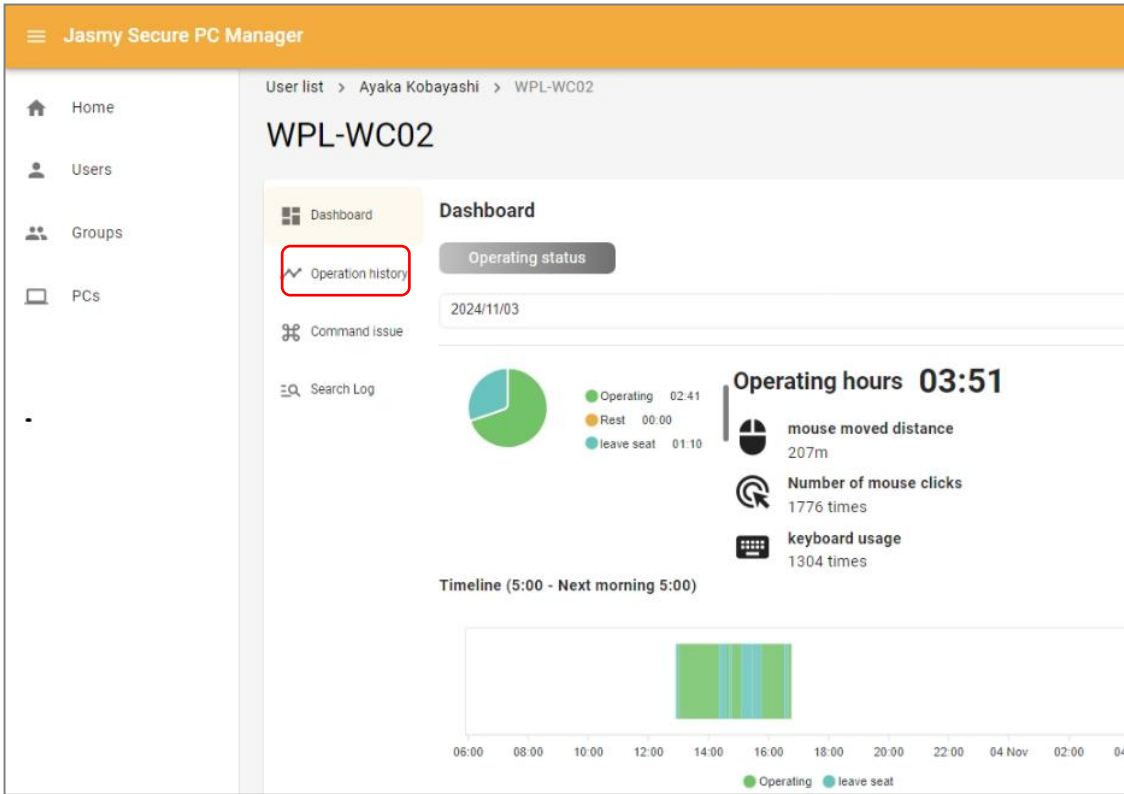 Jasmy Secure PC Manager
Home
Users
Groups
PCs
User list > Ayaka Kobayashi > WPL-WC02
WPL-WC02
Dashboard
Operation history
Command issue
Search Log
Dashboard
Operating status
2024/11/03
Operating 02:41
Rest 00:00
leave seat 01:10
Operating hours 03:51
mouse moved distance
207m
Number of mouse clicks
1776 times
keyboard usage
1304 times
Timeline (5:00 - Next morning 5:00)
06:00 08:00 10:00 12:00 14:00 16:00 18:00 20:00 22:00 04 Nov 02:00 04
Operating leave seat